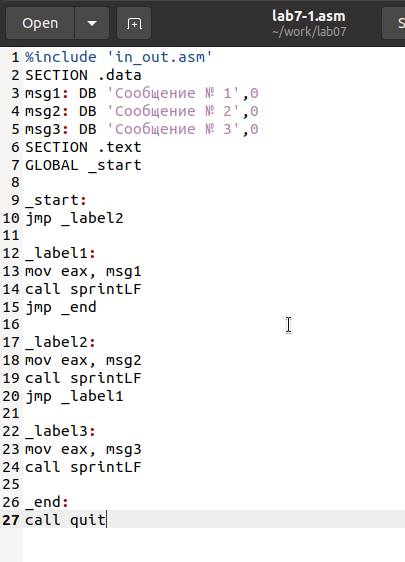 Open
lab7-1.asm
~/work/lab07
1 %include 'in_out.asm'
2 SECTION .data
3 msg1: DB 'Сообщение № 1',0
4 msg2: DB 'Сообщение № 2',0
5 msg3: DB 'Сообщение № 3',0
6 SECTION .text
7 GLOBAL _start
8
9 _start:
10 jmp _label2
11
12 _label1:
13 mov eax, msg1
14 call sprintLF
15 jmp _end
16
17 _label2:
18 mov eax, msg2
19 call sprintLF
20 jmp _label1
21
22 _label3:
23 mov eax, msg3
24 call sprintLF
25
26 _end:
27 call quit